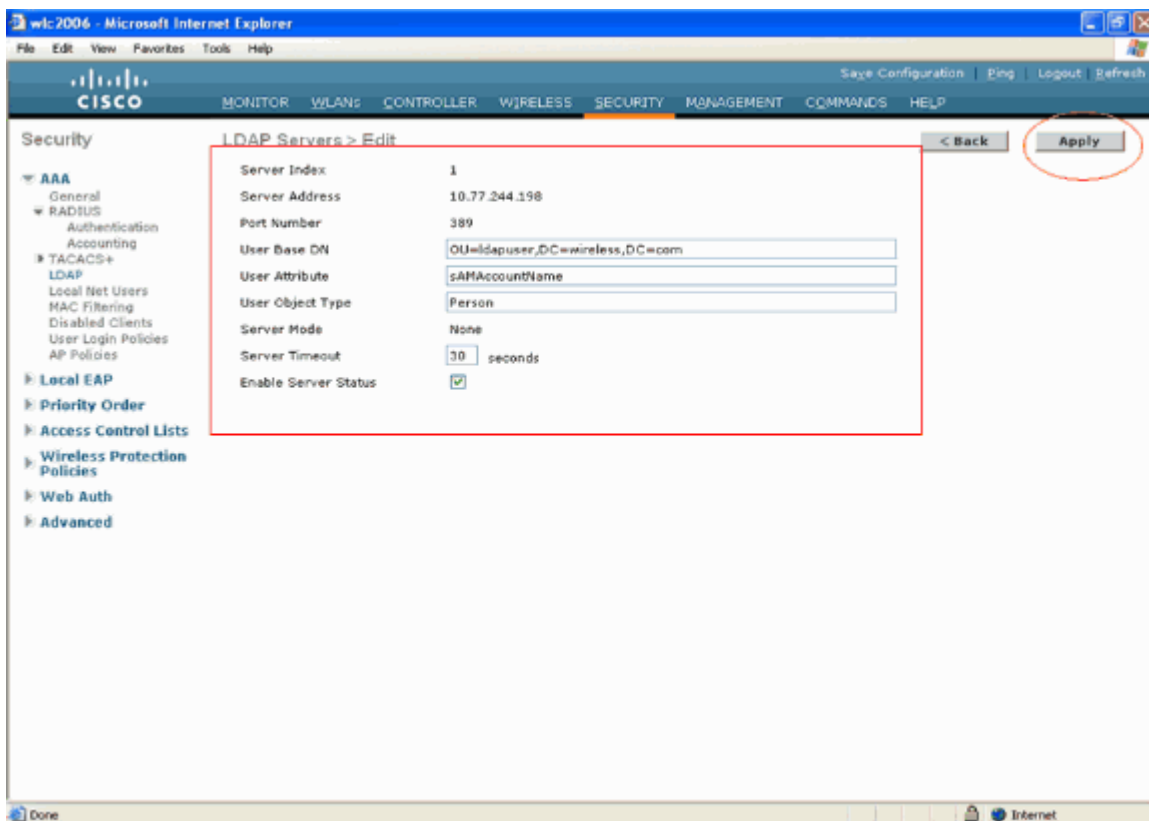 wlc2006 - Microsoft Internet Explorer
File Edit View Favorites Tools Help
Save Configuration | Ping | Logout | Refresh
CISCO
MONITOR WLANs CONTROLLER WIRELESS SECURITY MANAGEMENT COMMANDS HELP
Security
AAA
General
RADIUS
Authentication
Accounting
TACACS+
LDAP
Local Net Users
MAC Filtering
Disabled Clients
User Login Policies
AP Policies
Local EAP
Priority Order
Access Control Lists
Wireless Protection
Policies
Web Auth
Advanced
LDAP Servers > Edit
< Back
Apply
Server Index 1
Server Address 10.77.244.198
Port Number 389
User Base DN OU=ldapuser,DC=wireless,DC=com
User Attribute sAMAccountName
User Object Type Person
Server Mode None
Server Timeout 30 seconds
Enable Server Status
Done
Internet